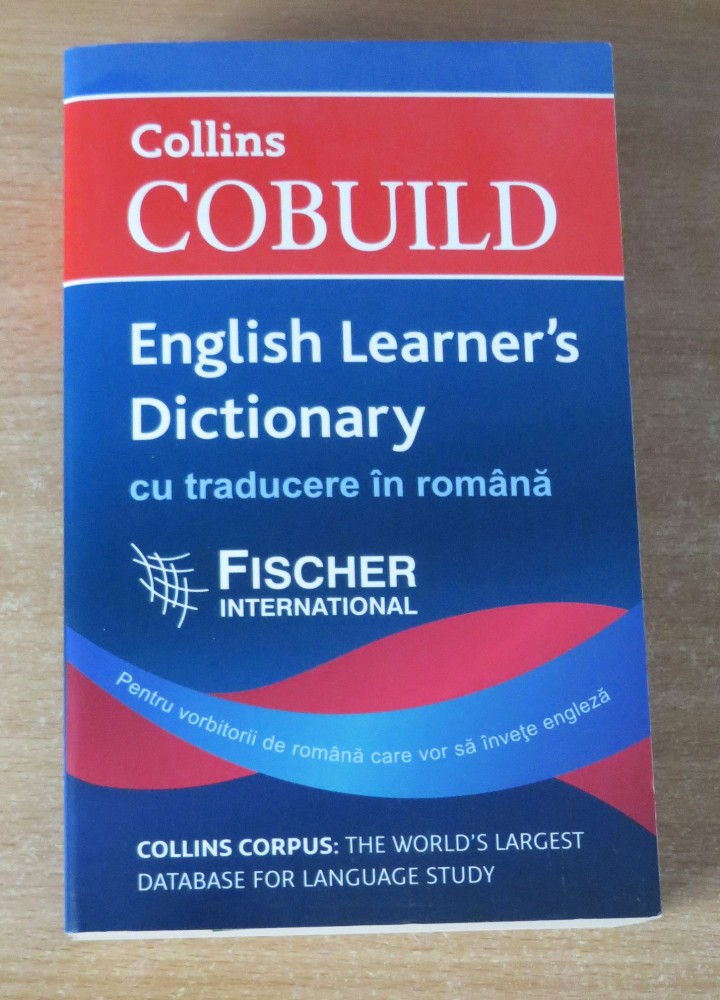 Collins
COBUILD
English Learner's
Dictionary
cu traducere în română
FISCHER
INTERNATIONAL
Pentru vorbitorii de română care vor să înveţe engleză
COLLINS CORPUS: THE WORLD'S LARGEST
DATABASE FOR LANGUAGE STUDY